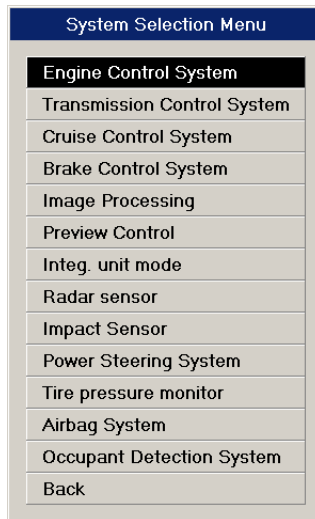 System Selection Menu
Engine Control System
Transmission Control System
Cruise Control System
Brake Control System
Image Processing
Preview Control
Integ. unit mode
Radar sensor
Impact Sensor
Power Steering System
Tire pressure monitor
Airbag System
Occupant Detection System
Back